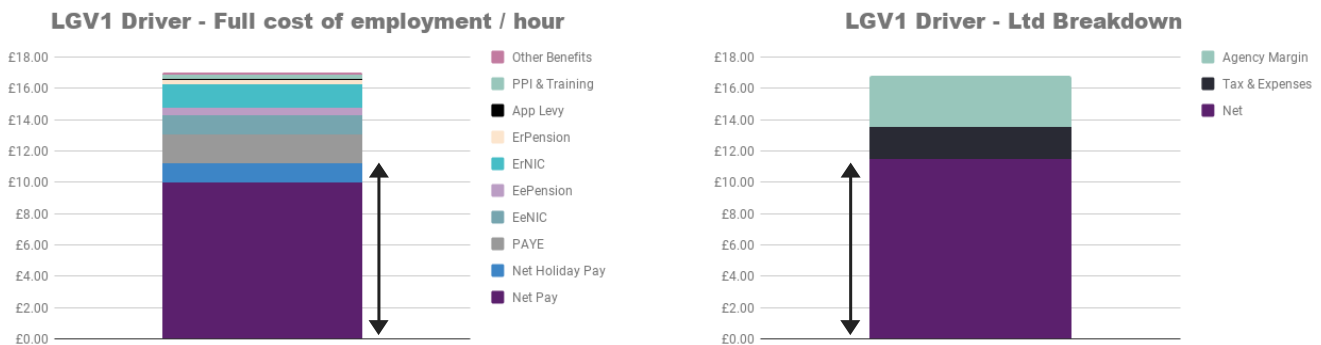 LGV1 Driver - Full cost of employment / hour
£18.00
£16.00
£14.00
£12.00
£10.00
£8.00
£6.00
£4.00
£2.00
£0.00
Other Benefits
PPI & Training
App Levy
ErPension
ErNIC
EePension
EeNIC
PAYE
Net Holiday Pay
Net Pay
LGV1 Driver - Ltd Breakdown
£18.00
£16.00
£14.00
£12.00
£10.00
£8.00
£6.00
£4.00
£2.00
£0.00
Agency Margin
Tax & Expenses
Net